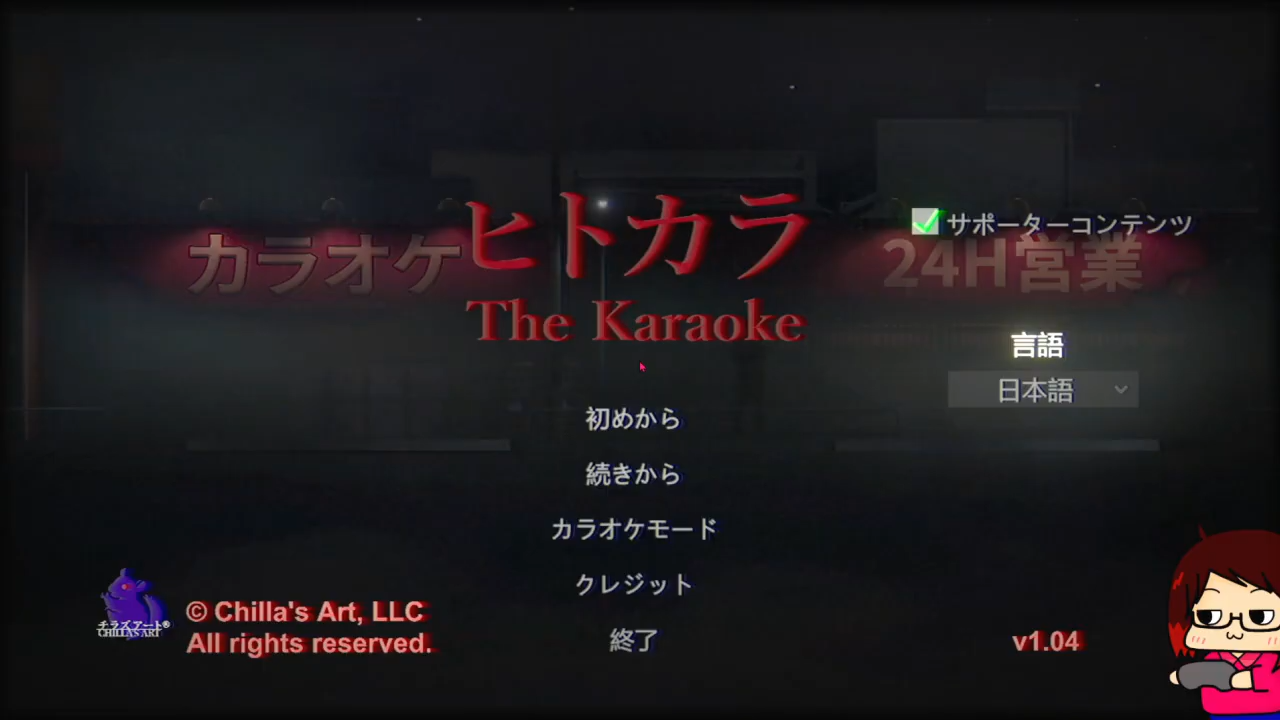 ヒトカラ
The Karaoke
カラオケ
24H営業
サポーターコンテンツ
言語
日本語
初めから
続きから
カラオケモード
クレジット
終了
チラズアート®
CHILLA'S ART
© Chilla's Art, LLC
All rights reserved.
v1.04